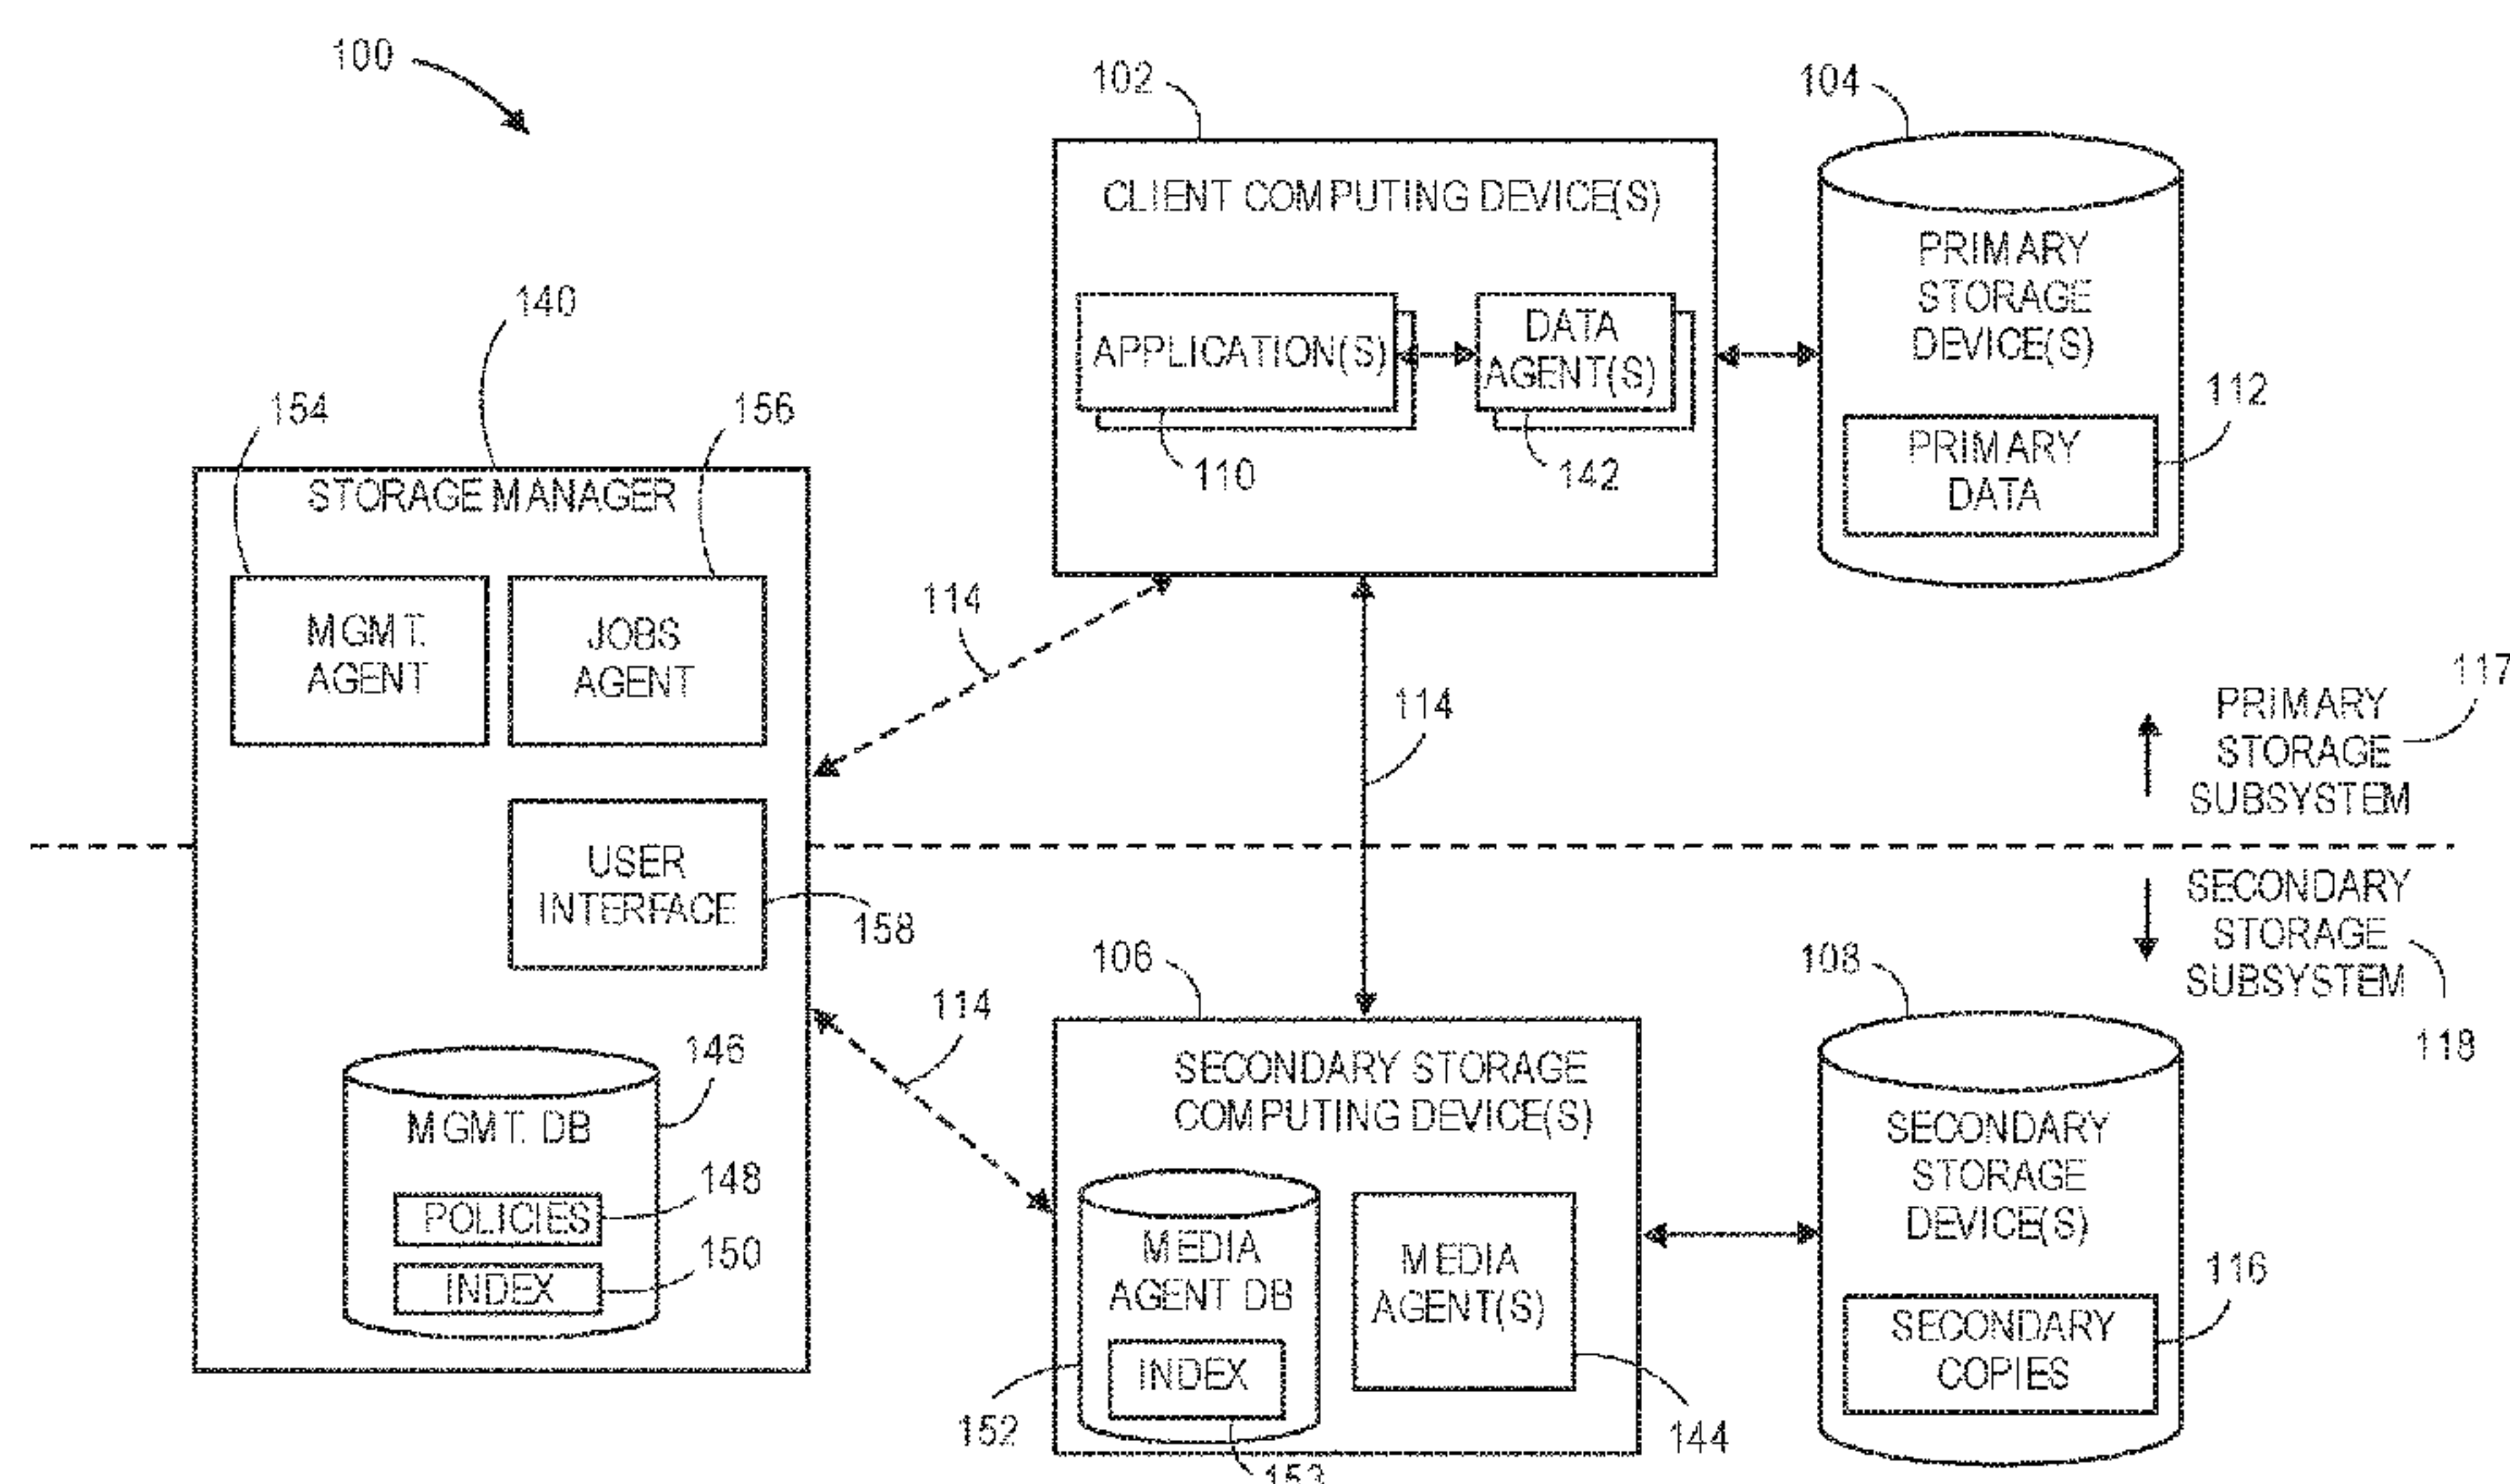 100
102
104
CLIENT COMPUTING DEVICE(S)
APPLICATION(S)
DATA
AGENT(S)
110
142
PRIMARY
STORAGE
DEVICE(S)
112
PRIMARY
DATA
140
154
156
STORAGE MANAGER
MGMT.
AGENT
JOBS
AGENT
114
114
117
PRIMARY
STORAGE
SUBSYSTEM
USER
INTERFACE
158
SECONDARY
STORAGE
SUBSYSTEM
118
114
106
108
146
MGMT. DB
148
POLICIES
150
INDEX
SECONDARY STORAGE
COMPUTING DEVICE(S)
MEDIA
AGENT DB
INDEX
MEDIA
AGENT(S)
152
153
144
SECONDARY
STORAGE
DEVICE(S)
116
SECONDARY
COPIES